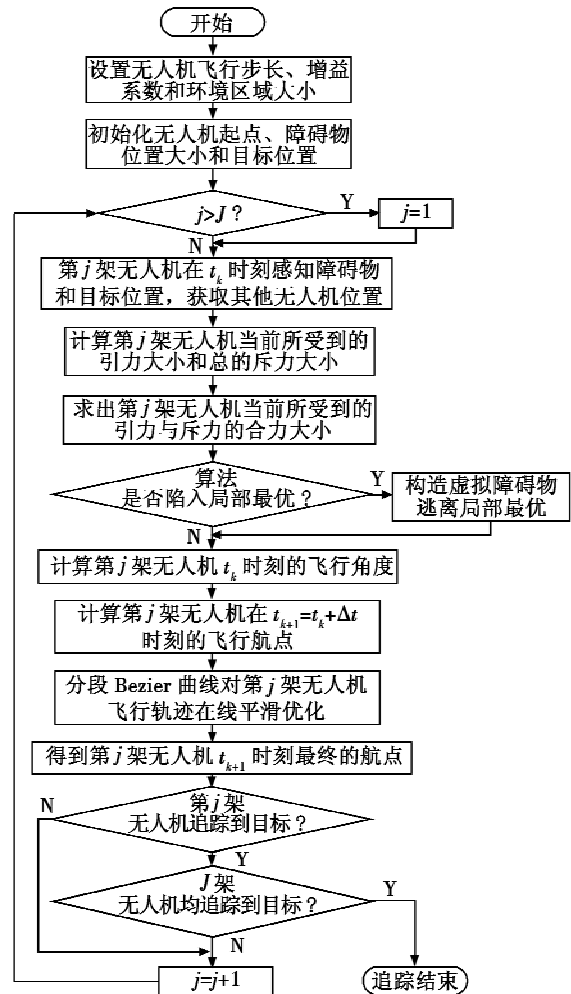 开始
设置无人机飞行步长、增益
系数和环境区域大小
初始化无人机起点、障碍物
位置大小和目标位置
j>J？
Y
j=1
N
第j架无人机在t_k时刻感知障碍物
和目标位置，获取其他无人机位置
计算第j架无人机当前所受到的
引力大小和总的斥力大小
求出第j架无人机当前所受到的
引力与斥力的合力大小
算法
是否陷入局部最优？
Y
构造虚拟障碍物
逃离局部最优
N
计算第j架无人机t_k时刻的飞行角度
计算第j架无人机在t_{k+1}=t_k+Δt
时刻的飞行航点
分段Bezier曲线对第j架无人机
飞行轨迹在线平滑优化
得到第j架无人机t_{k+1}时刻最终的航点
N
第j架
无人机追踪到目标？
Y
J架
无人机均追踪到目标？
Y
N
j=j+1
追踪结束